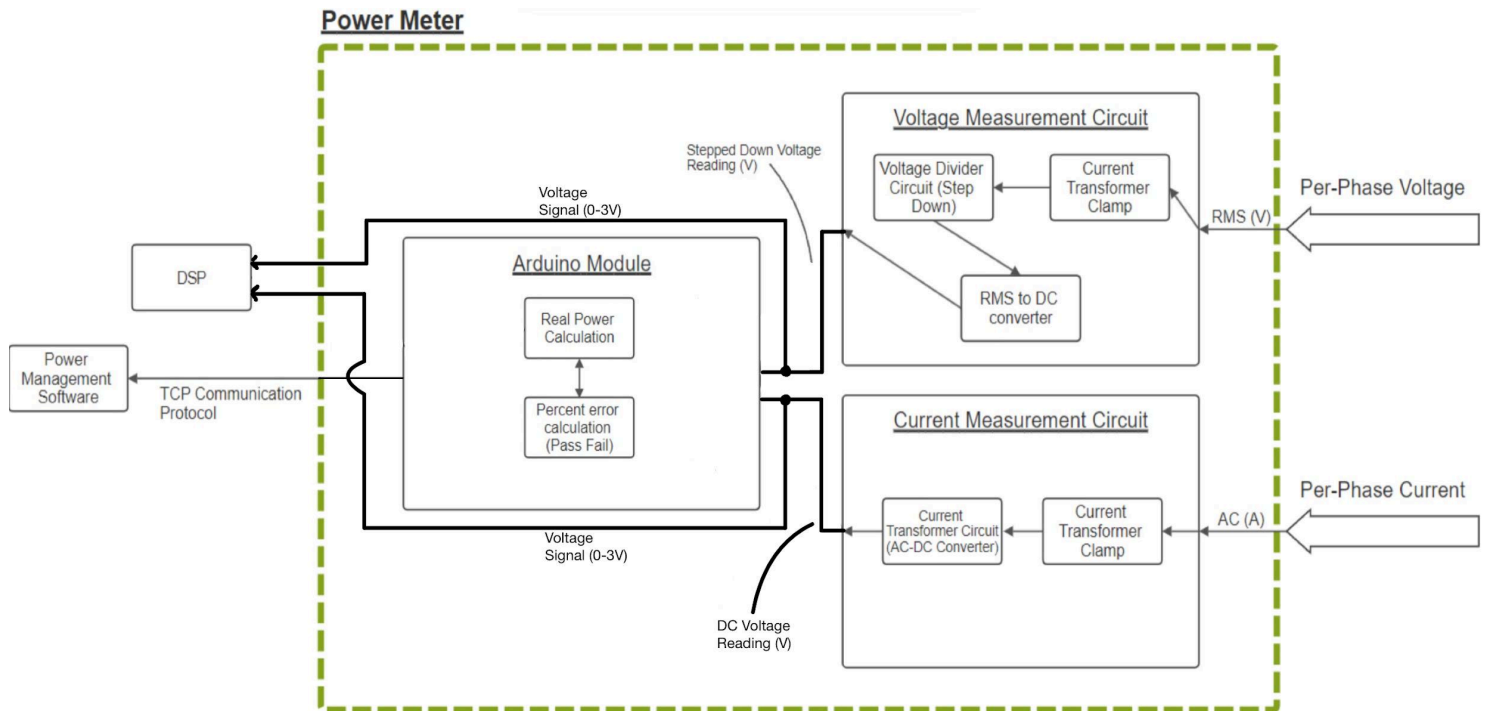 Power Meter
Voltage Measurement Circuit
Voltage Divider
Circuit (Step
Down)
Current
Transformer
Clamp
RMS to DC
converter
RMS (V)
Per-Phase Voltage
Stepped Down Voltage
Reading (V)
Voltage
Signal (0-3V)
Arduino Module
Real Power
Calculation
Percent error
calculation
(Pass Fail)
DSP
Power
Management
Software
TCP Communication
Protocol
Voltage
Signal (0-3V)
DC Voltage
Reading (V)
Current Measurement Circuit
Current
Transformer Circuit
(AC-DC Converter)
Current
Transformer
Clamp
AC (A)
Per-Phase Current